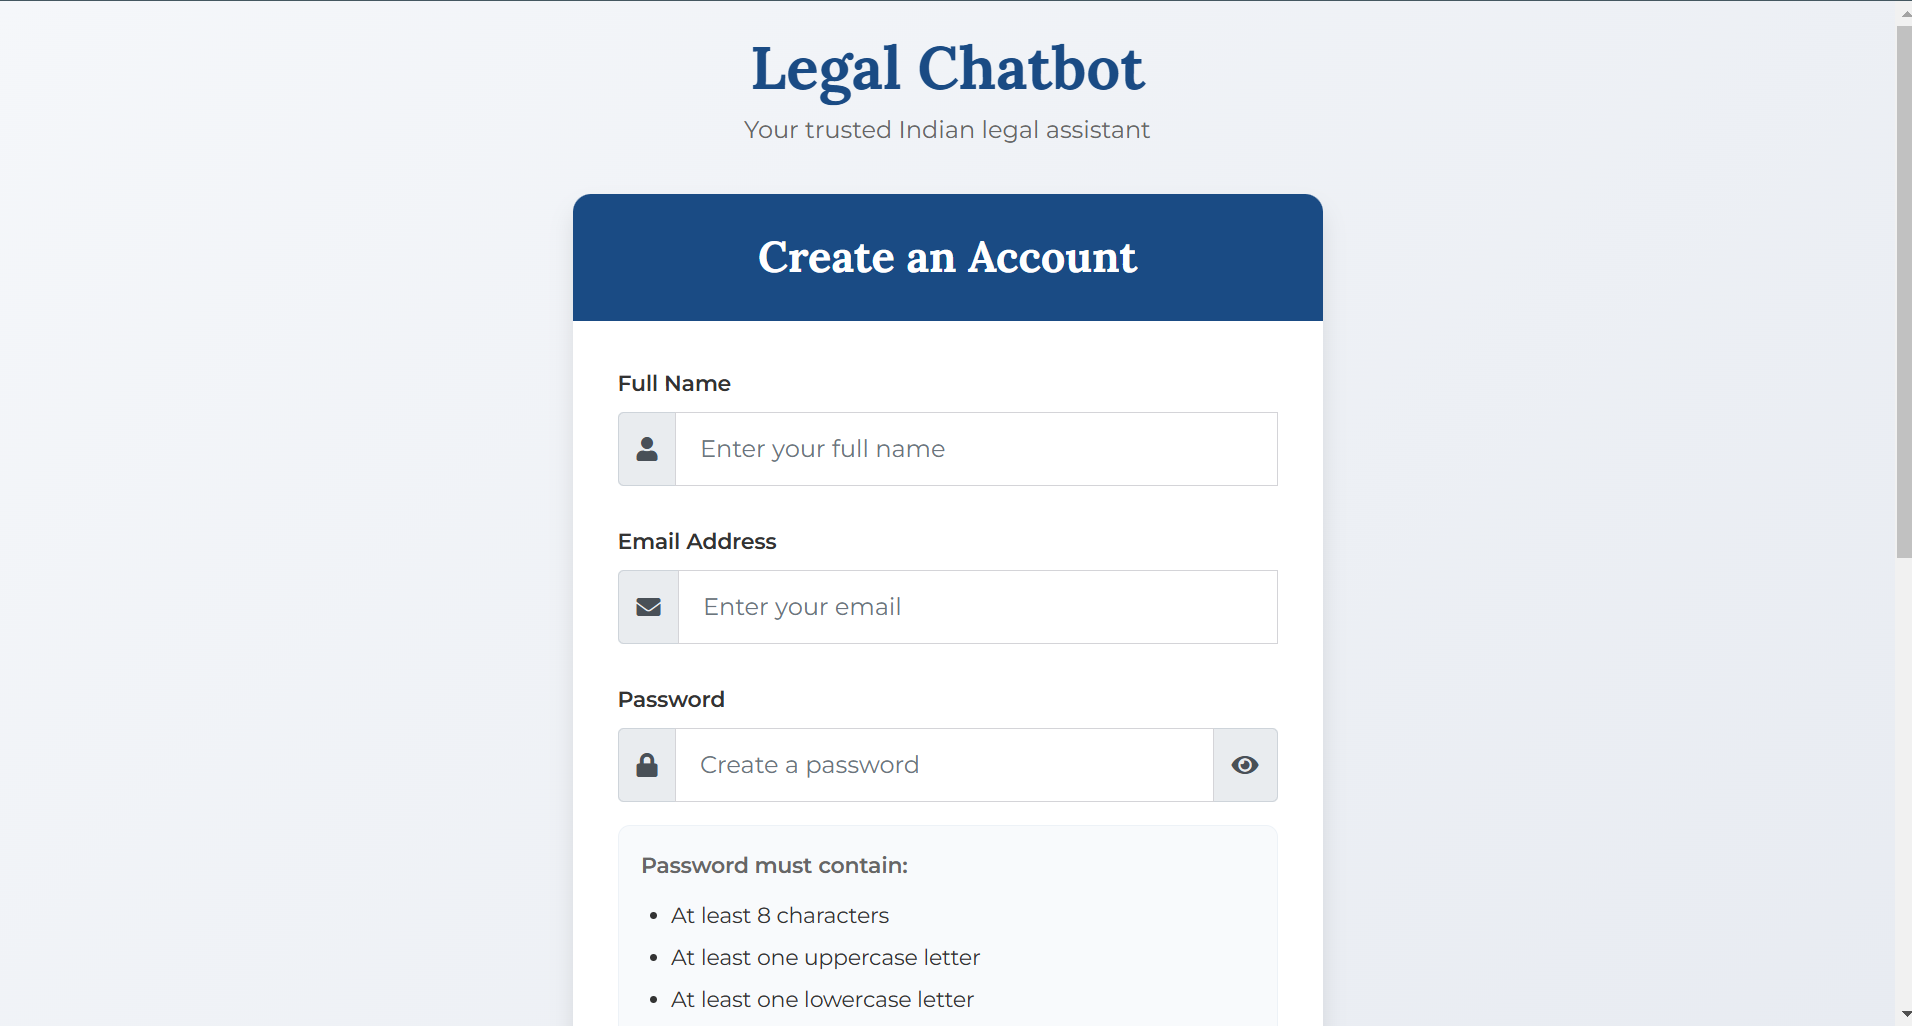 Legal Chatbot
Your trusted Indian legal assistant
Create an Account
Full Name
Enter your full name
Email Address
Enter your email
Password
Create a password
Password must contain:
At least 8 characters
At least one uppercase letter
At least one lowercase letter